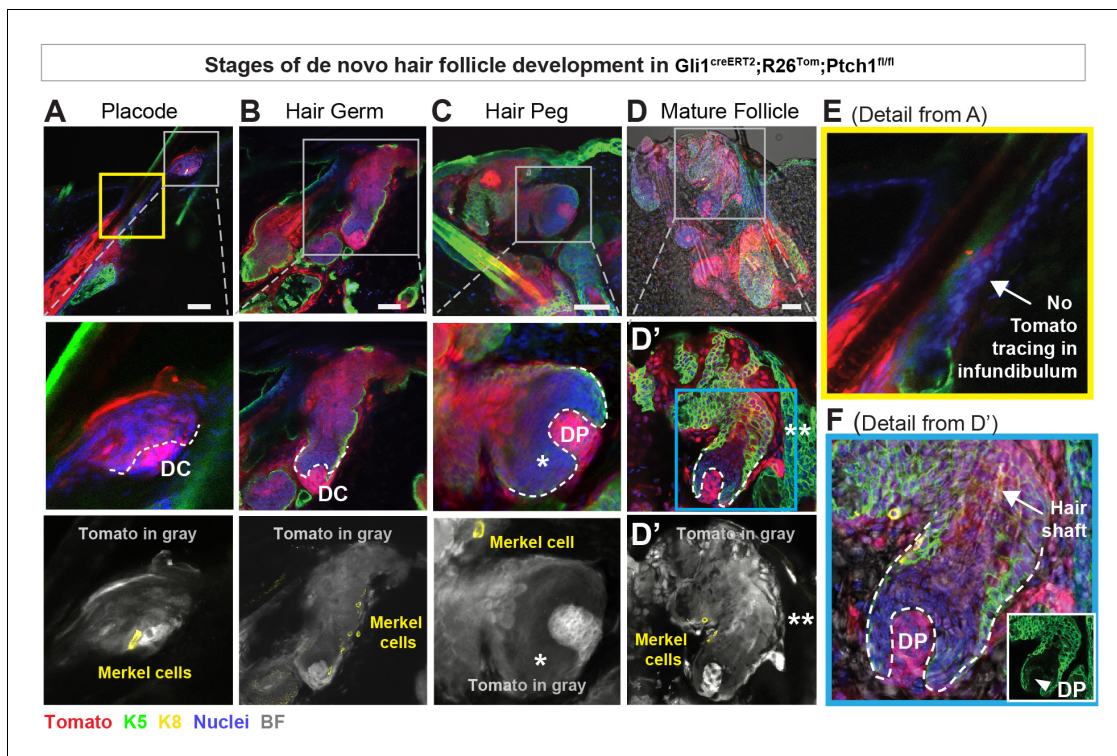 Stages of de novo hair follicle development in Gli1creERT2;R26Tom;Ptch1fl/fl
A Placode
B Hair Germ
C Hair Peg
D Mature Follicle
E (Detail from A)
No
Tomato
tracing in
infundibulum
DC
DC
DP
*
D'
**
F (Detail from D')
Hair
shaft
DP
DP
Tomato in gray
Merkel cells
Tomato in gray
Merkel
cells
Merkel cell
*
Tomato in gray
D' Tomato in gray
Merkel
cells
**
Tomato K5 K8 Nuclei BF